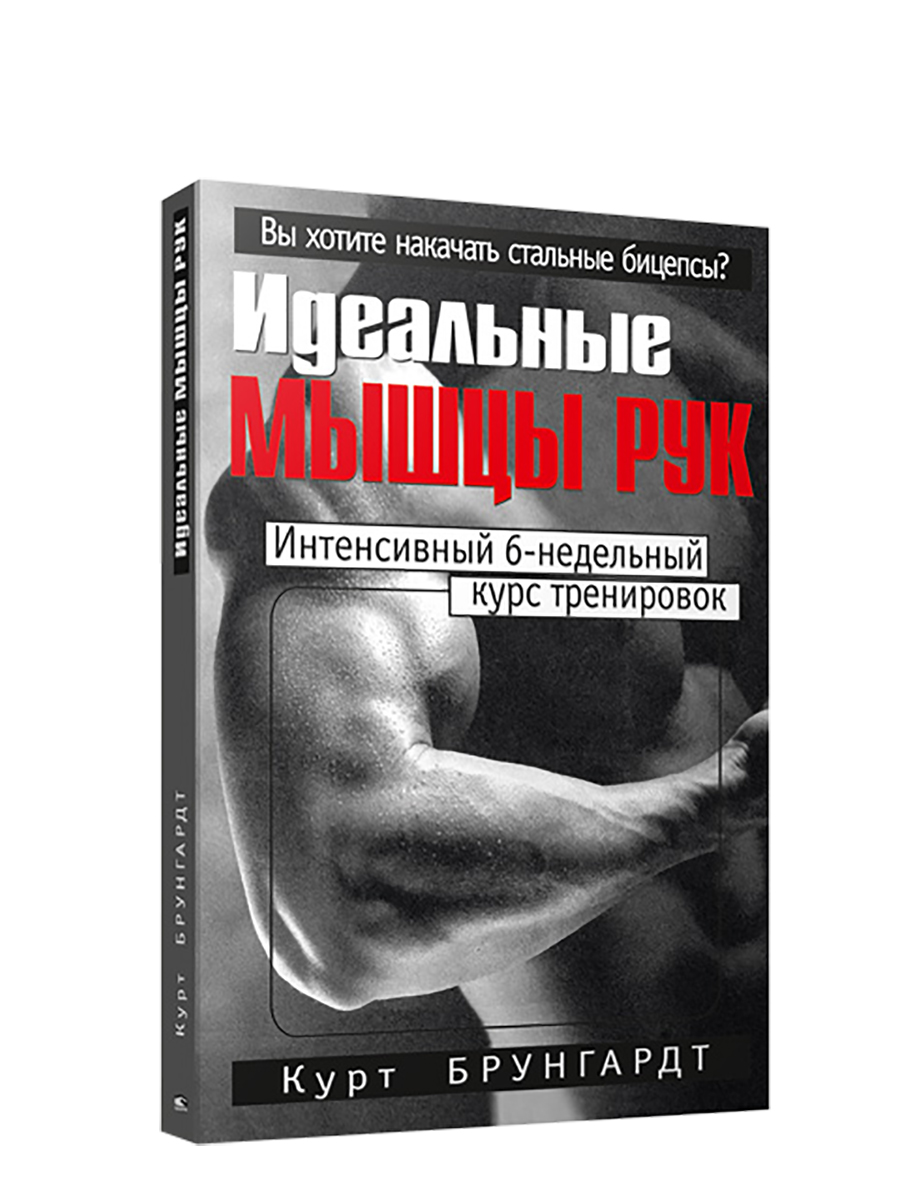 Вы хотите накачать стальные бицепсы?
Идеальные
МЫШЦЫ РУК
Интенсивный 6-недельный
курс тренировок
Курт БРУНГАРДТ
Идеальные МЫШЦЫ РУК
Курт БРУНГАРДТ